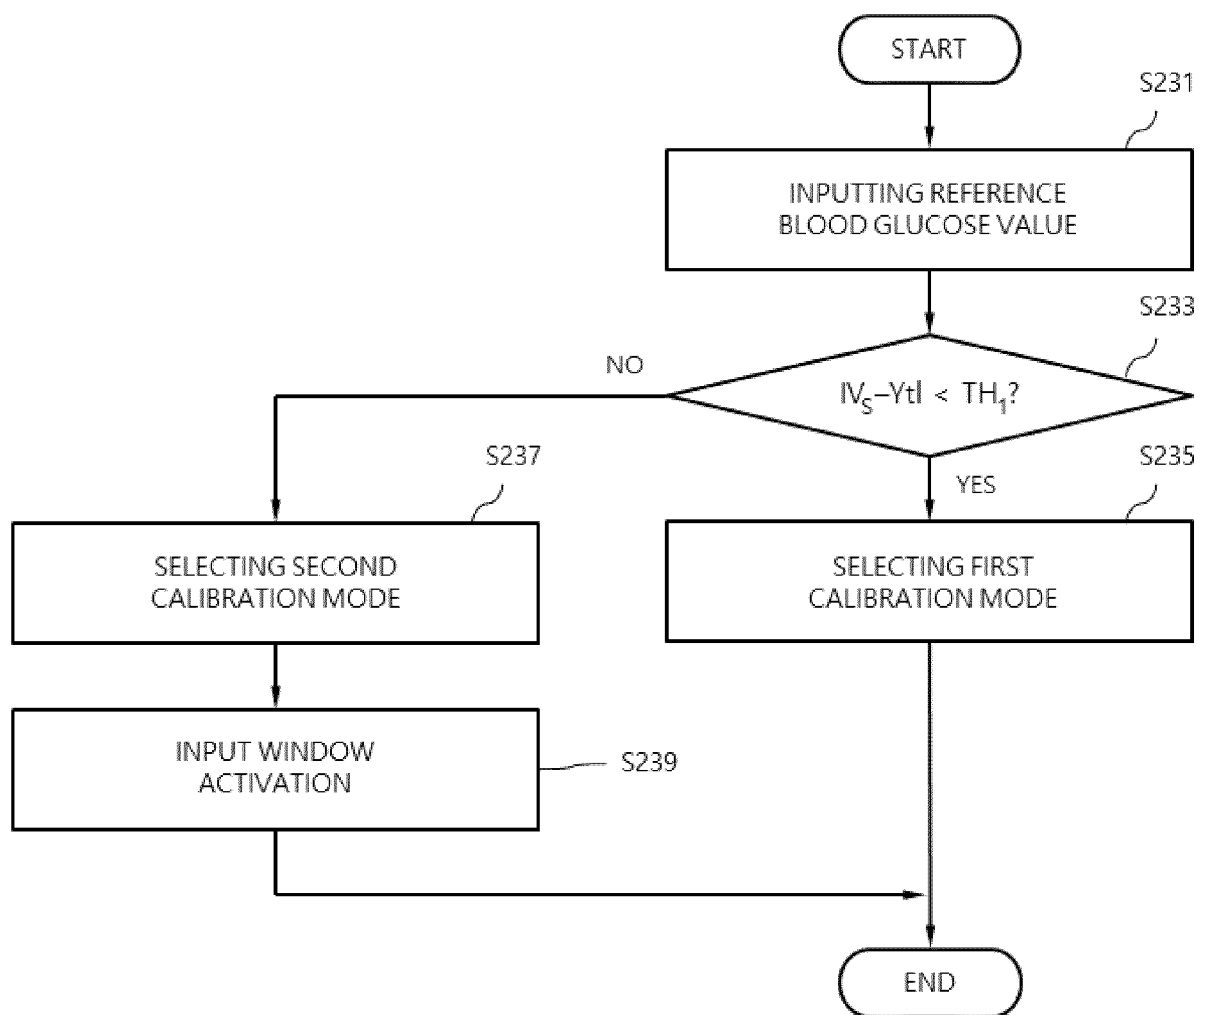 START
S231
INPUTTING REFERENCE
BLOOD GLUCOSE VALUE
S233
NO
|VS–Yt| < TH1?
S237
S235
YES
SELECTING SECOND
CALIBRATION MODE
SELECTING FIRST
CALIBRATION MODE
INPUT WINDOW
ACTIVATION
S239
END